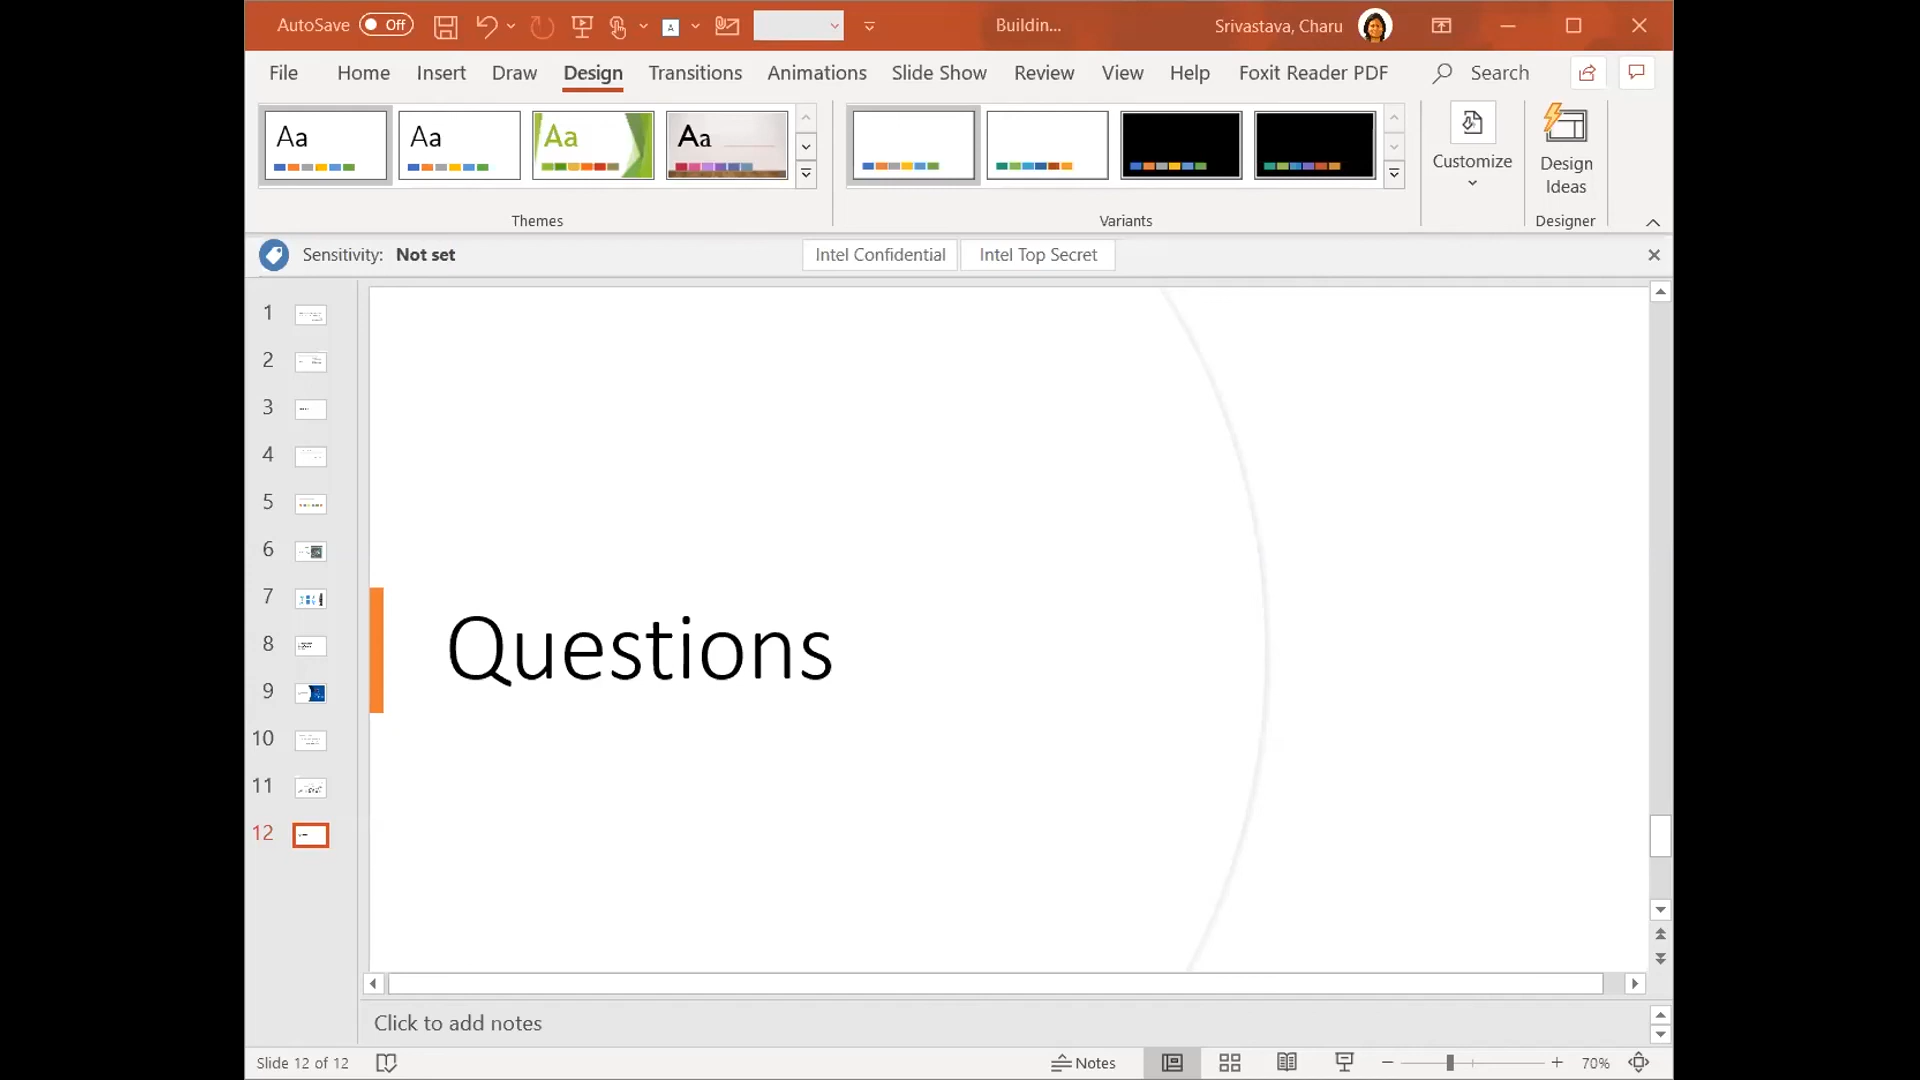 AutoSave Off Buildin... Srivastava, Charu
File Home Insert Draw Design Transitions Animations Slide Show Review View Help Foxit Reader PDF Search
Aa Aa Aa Aa
Customize
Design
Ideas
Themes Variants Designer
Sensitivity: Not set Intel Confidential Intel Top Secret
1
2
3
4
5
6
7
8
9
10
11
12
Questions
Click to add notes
Slide 12 of 12 Notes 70%